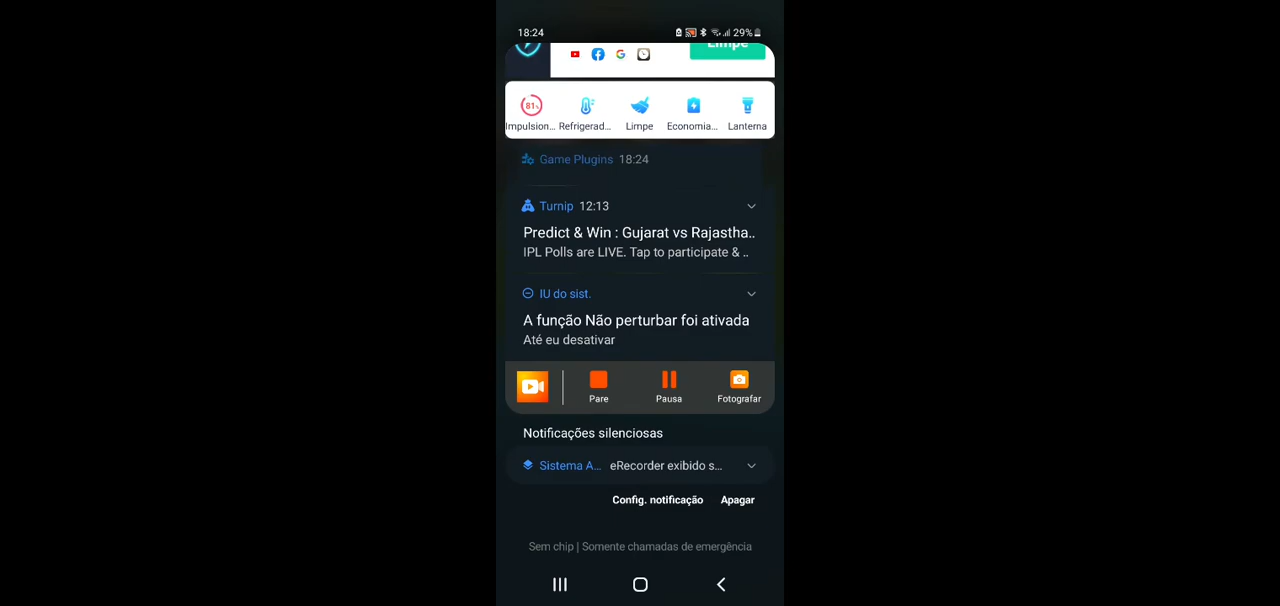 18:24 29%
Limpe
81%
Impulsion... Refrigerad... Limpe Economia... Lanterna
Game Plugins 18:24
Turnip 12:13
Predict & Win : Gujarat vs Rajastha..
IPL Polls are LIVE. Tap to participate & ..
IU do sist.
A função Não perturbar foi ativada
Até eu desativar
Pare Pausa Fotografar
Notificações silenciosas
Sistema A... eRecorder exibido s...
Config. notificação Apagar
Sem chip | Somente chamadas de emergência